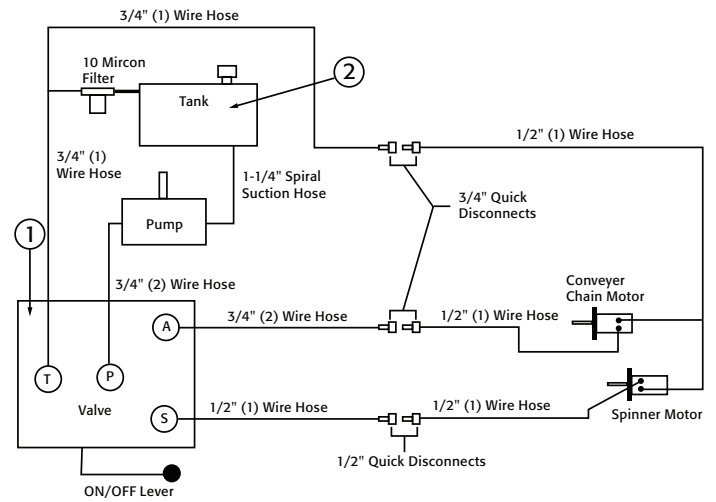 3/4" (1) Wire Hose
10 Mircon
Filter
Tank
2
1/2" (1) Wire Hose
3/4" (1)
Wire Hose
1-1/4" Spiral
Suction Hose
3/4" Quick
Disconnects
Pump
1
3/4" (2) Wire Hose
Conveyer
Chain Motor
A
3/4" (2) Wire Hose
1/2" (1) Wire Hose
T
P
Valve
S
1/2" (1) Wire Hose
1/2" (1) Wire Hose
Spinner Motor
1/2" Quick Disconnects
ON/OFF Lever